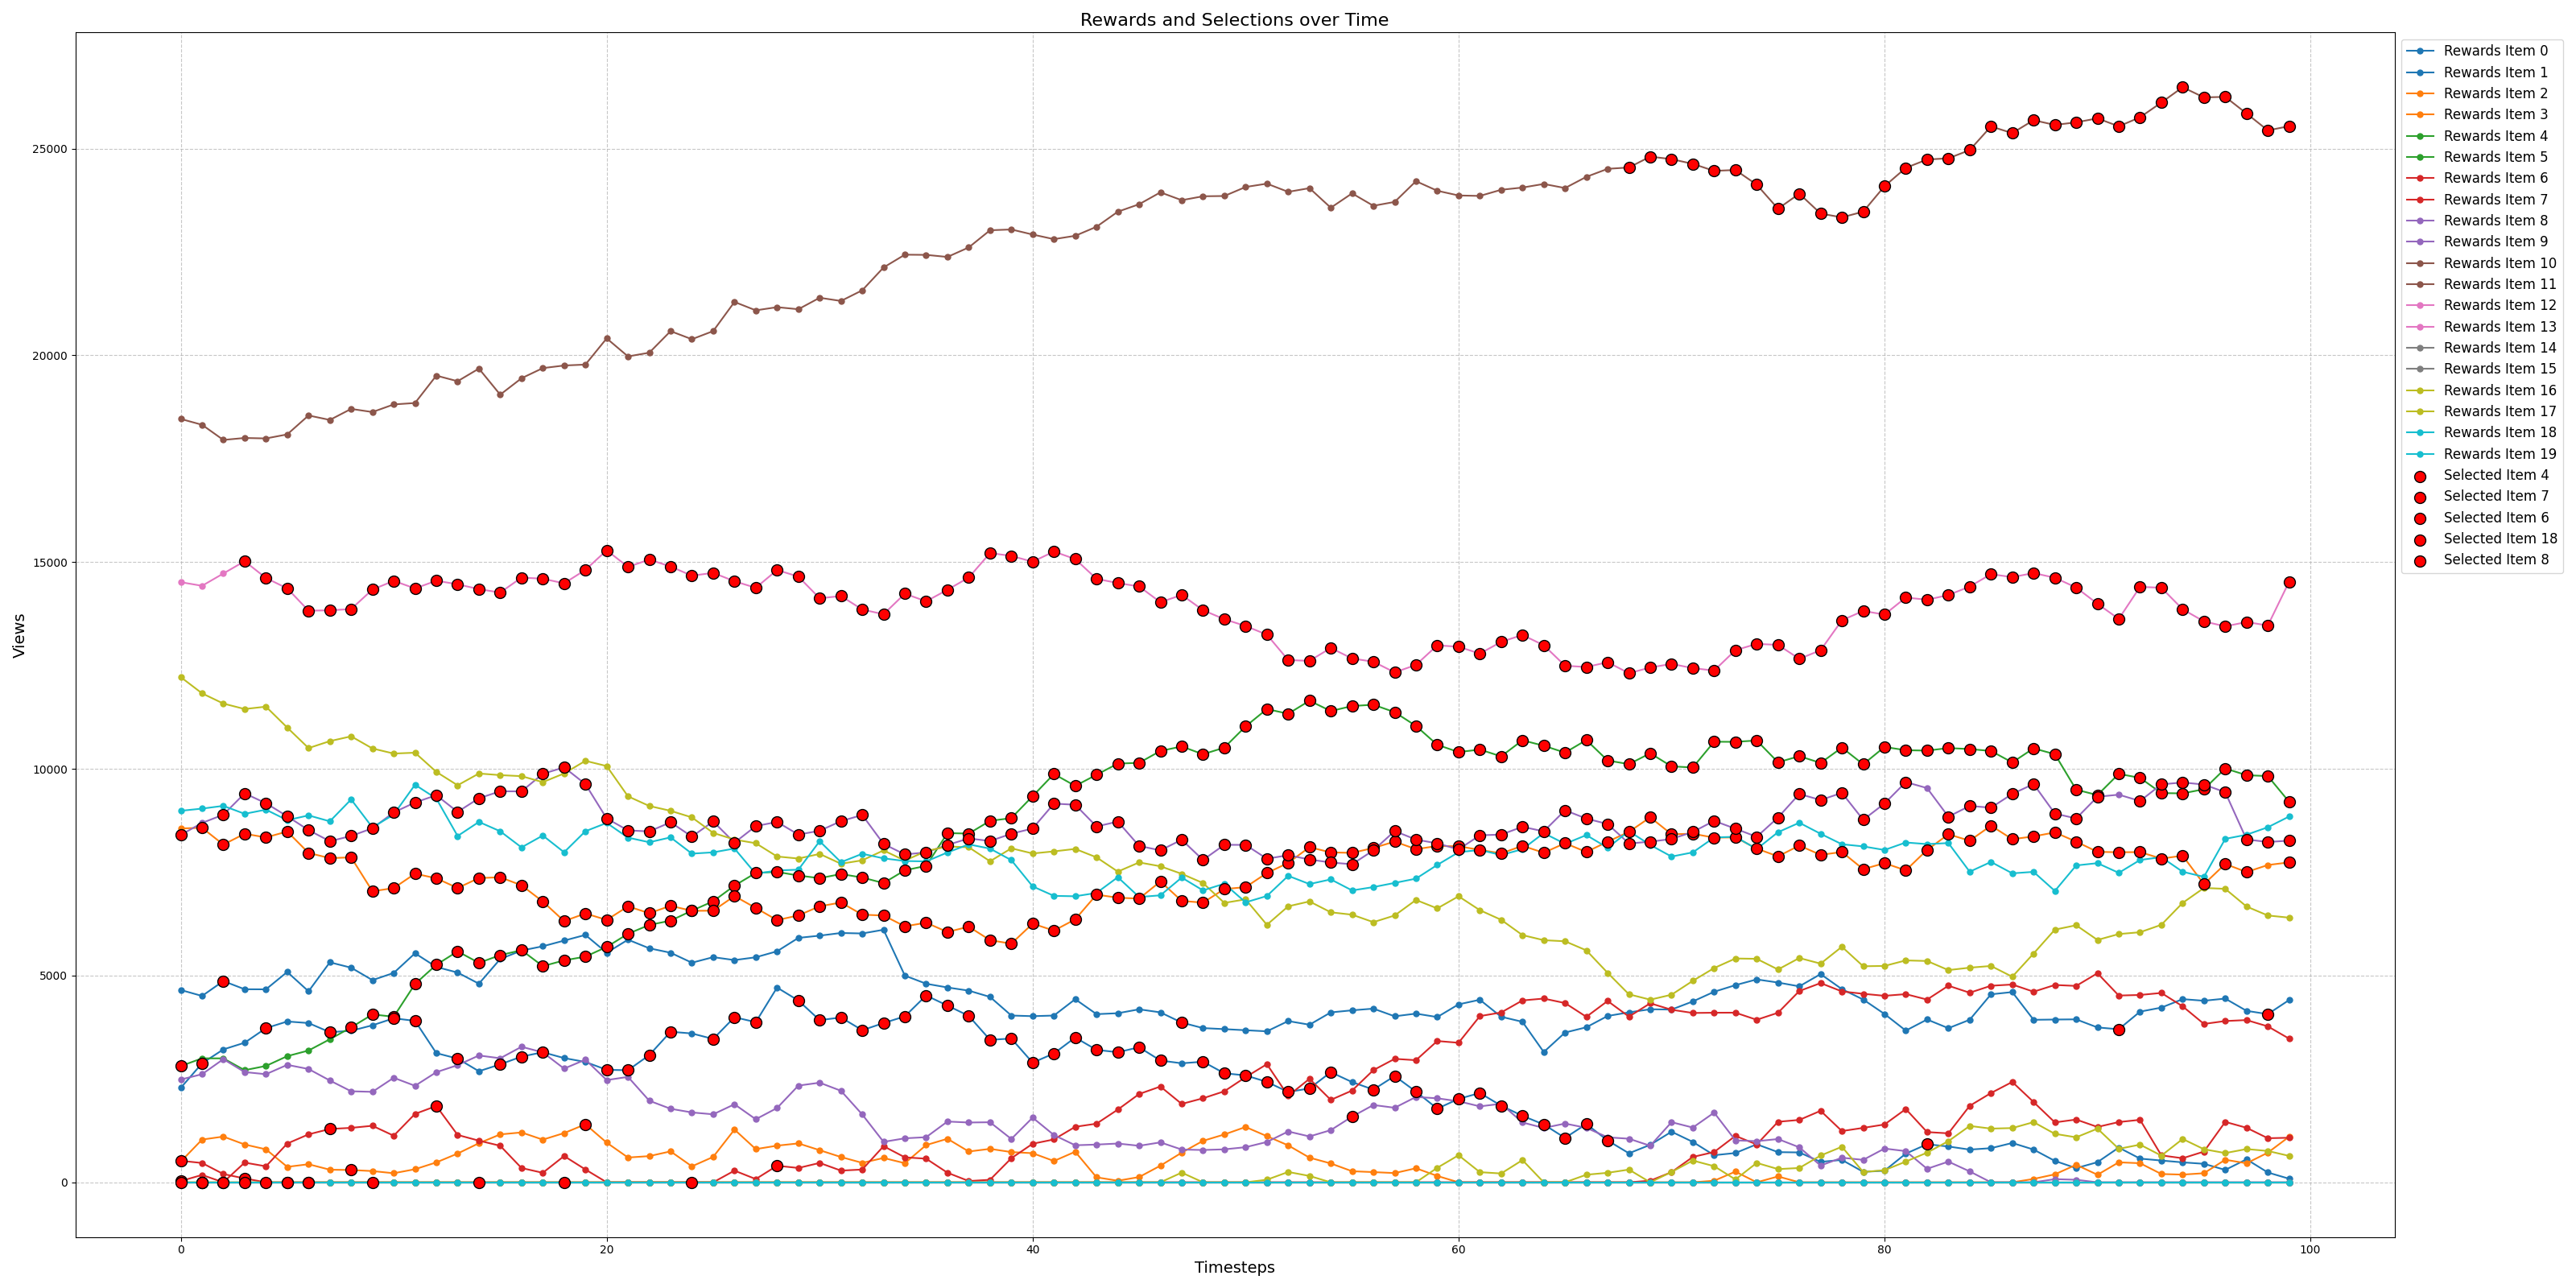 Rewards and Selections over Time
Views
25000
20000
15000
10000
5000
0
0 20 40 60 80 100
Timesteps
Rewards Item 0
Rewards Item 1
Rewards Item 2
Rewards Item 3
Rewards Item 4
Rewards Item 5
Rewards Item 6
Rewards Item 7
Rewards Item 8
Rewards Item 9
Rewards Item 10
Rewards Item 11
Rewards Item 12
Rewards Item 13
Rewards Item 14
Rewards Item 15
Rewards Item 16
Rewards Item 17
Rewards Item 18
Rewards Item 19
Selected Item 4
Selected Item 7
Selected Item 6
Selected Item 18
Selected Item 8